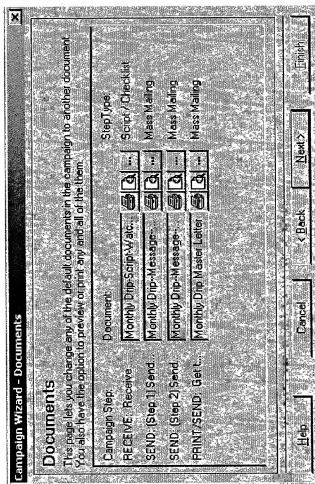 Campaign Wizard - Documents
Documents
This page lets you change any of the default documents in the campaign to another document.
You also have the option to preview or print any and all of the them.
Campaign Step: Document: Step Type:
RECEIVE : Receive... Monthly Drip-Script-Watc... ... Script / Checklist
SEND: (Step 1) Send... Monthly Drip-Message-... ... Mass Mailing
SEND: (Step 2) Send... Monthly Drip-Message-... ... Mass Mailing
PRINT/SEND : Get l... Monthly Drip Master Letter ... Mass Mailing
Help Cancel < Back Next > Finish